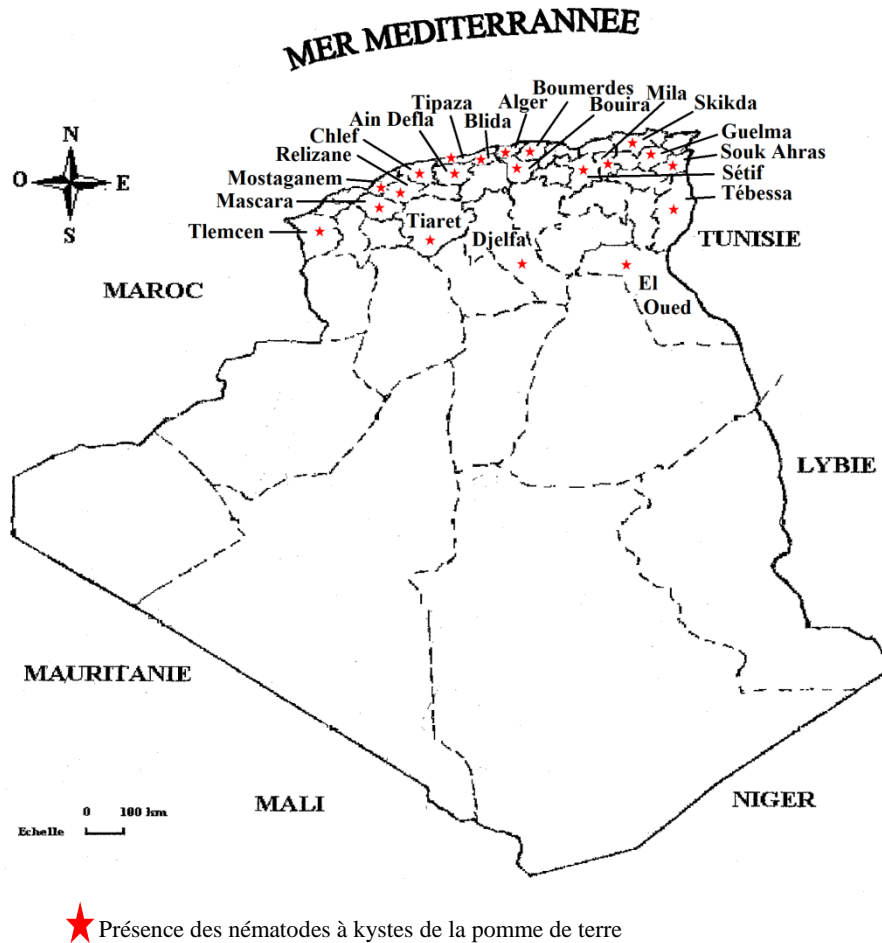 MER MEDITERRANNEE
Boumerdes
Alger
Bouira
Mila
Skikda
Tipaza
Ain Defla
Blida
Chlef
Guelma
Relizane
Souk Ahras
Mostaganem
Sétif
Mascara
Tébessa
Tlemcen
Tiaret
Djelfa
TUNISIE
N
O
E
S
MAROC
El
Oued
LYBIE
MAURITANIE
MALI
NIGER
0 100 km
Echelle
Présence des nématodes à kystes de la pomme de terre